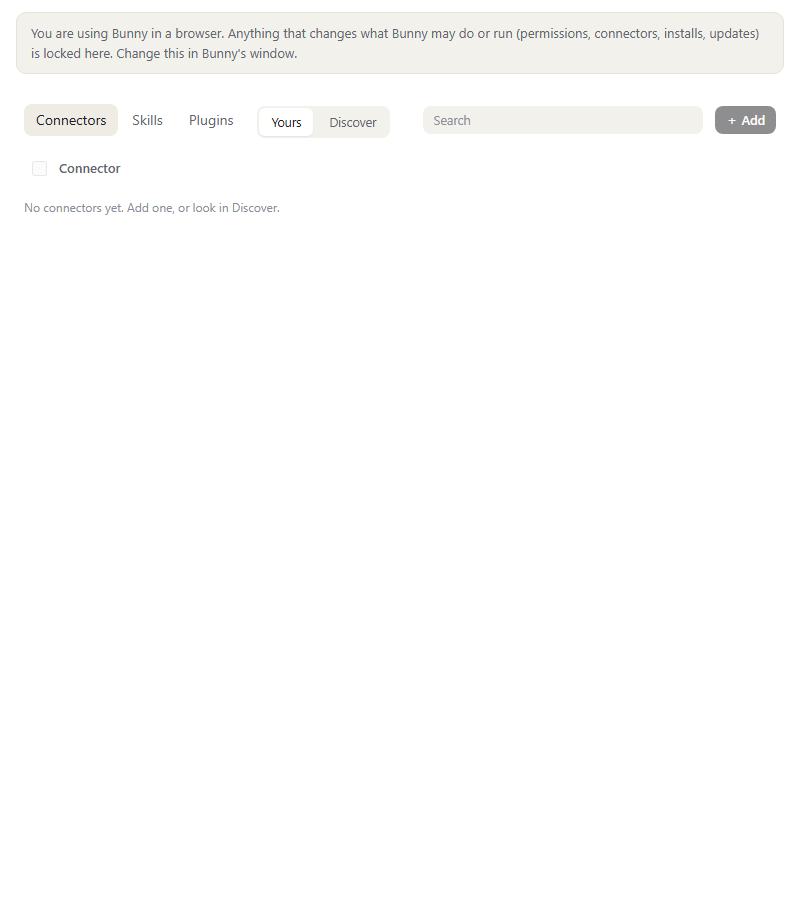 You are using Bunny in a browser. Anything that changes what Bunny may do or run (permissions, connectors, installs, updates)
is locked here. Change this in Bunny's window.
Connectors Skills Plugins Yours Discover Search + Add
Connector
No connectors yet. Add one, or look in Discover.